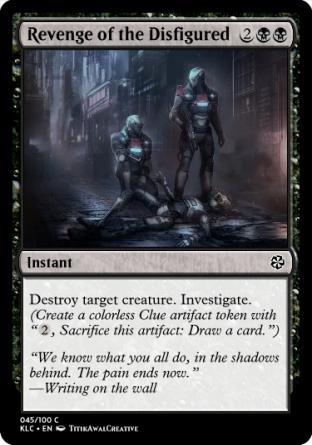 Revenge of the Disfigured 2
Instant
Destroy target creature. Investigate.
(Create a colorless Clue artifact token with
“2, Sacrifice this artifact: Draw a card.”)
“We know what you all do, in the shadows
behind. The pain ends now.”
—Writing on the wall
045/100 C
KLC • EN TitikAwalCreative